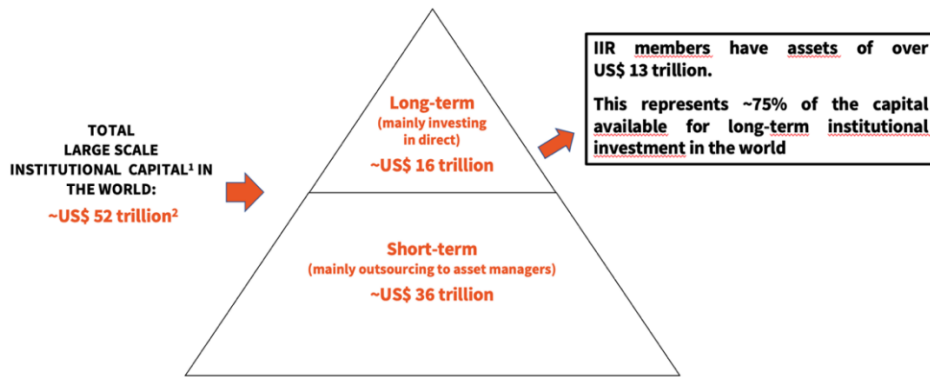 TOTAL
LARGE SCALE
INSTITUTIONAL CAPITAL¹ IN
THE WORLD:
~US$ 52 trillion²
Long-term
(mainly investing
in direct)
~US$ 16 trillion
Short-term
(mainly outsourcing to asset managers)
~US$ 36 trillion
IIR members have assets of over
US$ 13 trillion.
This represents ~75% of the capital
available for long-term institutional
investment in the world